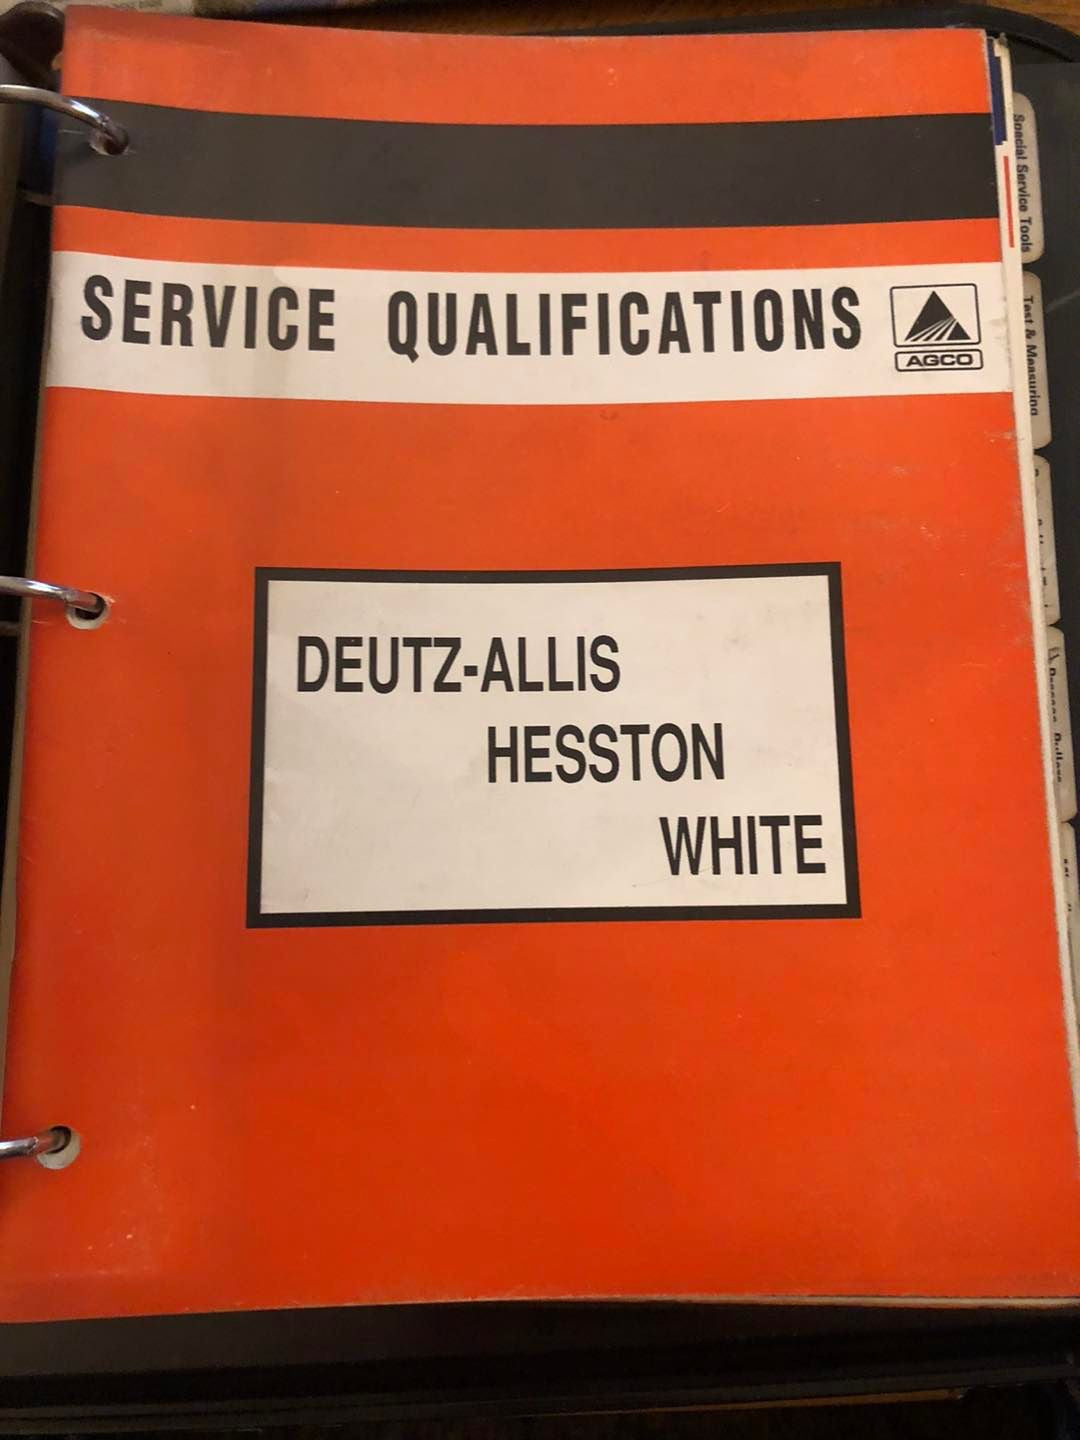 SERVICE QUALIFICATIONS
AGCO
DEUTZ-ALLIS
HESSTON
WHITE
Special Service Tools
Test & Measuring